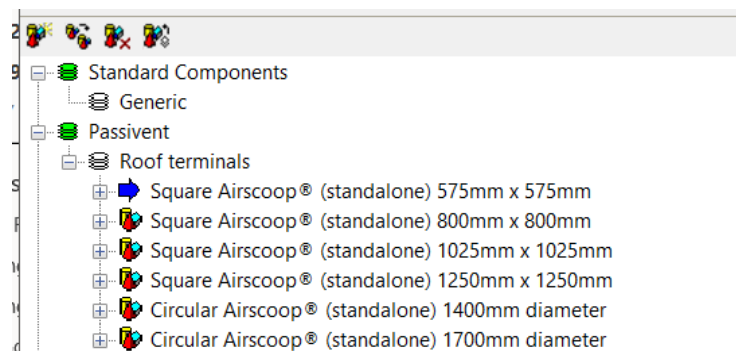 Standard Components
Generic
Passivent
Roof terminals
Square Airscoop® (standalone) 575mm x 575mm
Square Airscoop® (standalone) 800mm x 800mm
Square Airscoop® (standalone) 1025mm x 1025mm
Square Airscoop® (standalone) 1250mm x 1250mm
Circular Airscoop® (standalone) 1400mm diameter
Circular Airscoop® (standalone) 1700mm diameter